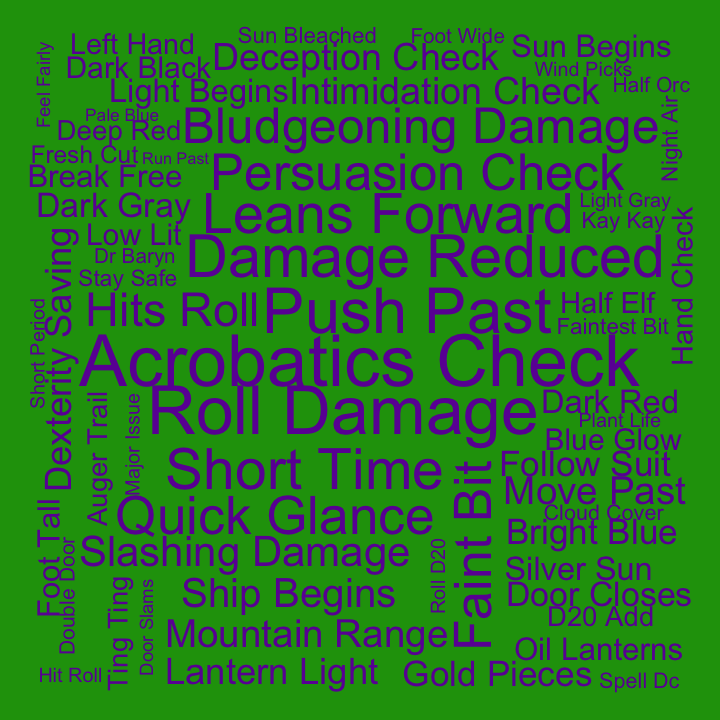 Sun Bleached
Foot Wide
Left Hand
Deception Check
Sun Begins
Dark Black
Wind Picks
Feel Fairly
Light Begins
Intimidation Check
Half Orc
Pale Blue
Deep Red
Bludgeoning Damage
Night Air
Fresh Cut
Run Past
Break Free
Persuasion Check
Dark Gray
Leans Forward
Light Gray
Kay Kay
Low Lit
Dr Baryn
Damage Reduced
Stay Safe
Hand Check
Dexterity Saving
Short Period
Hits Roll
Push Past
Half Elf
Faintest Bit
Acrobatics Check
Roll Damage
Dark Red
Plant Life
Auger Trail
Major Issue
Blue Glow
Short Time
Follow Suit
Faint Bit
Move Past
Quick Glance
Cloud Cover
Bright Blue
Foot Tall
Double Door
Slashing Damage
Roll D20
Silver Sun
Ting Ting
Door Slams
Ship Begins
Door Closes
D20 Add
Mountain Range
Oil Lanterns
Hit Roll
Lantern Light
Gold Pieces
Spell Dc